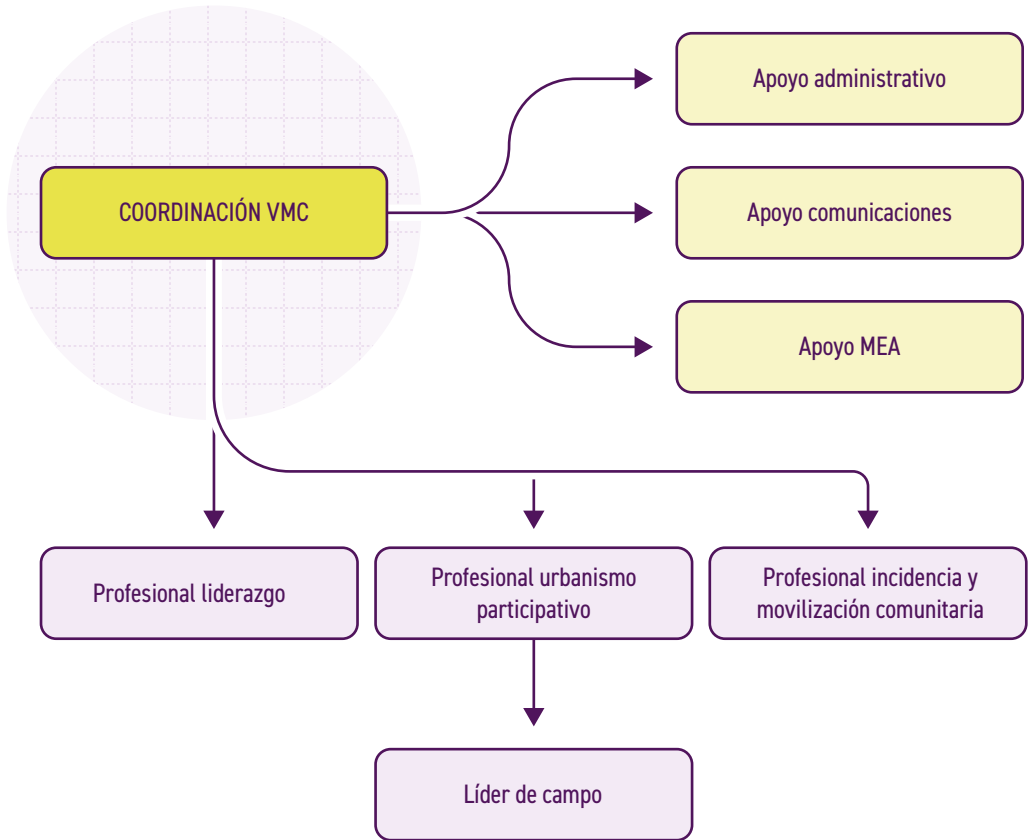 Apoyo administrativo
COORDINACIÓN VMC
Apoyo comunicaciones
Apoyo MEA
Profesional liderazgo
Profesional urbanismo
participativo
Profesional incidencia y
movilización comunitaria
Líder de campo